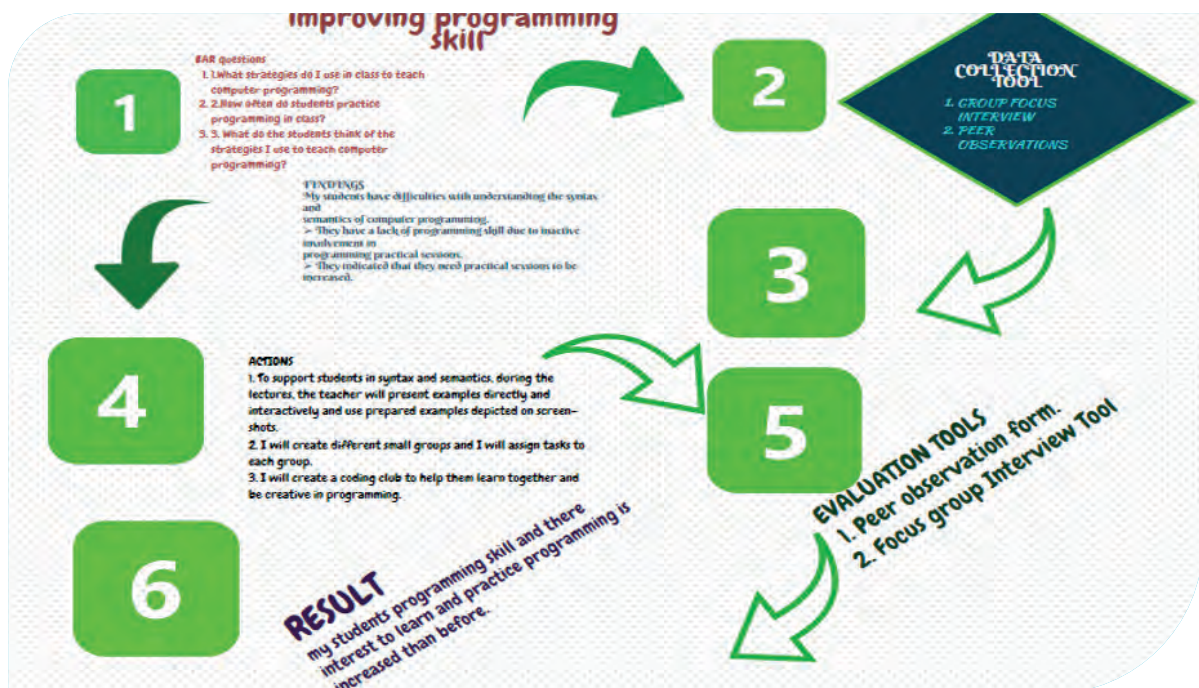 Improving programming
skill
1
CAR questions
1. 1.What strategies do I use in class to teach
computer programming?
2. 2.How often do students practice
programming in class?
3. 3. What do the students think of the
strategies I use to teach computer
programming?
2
DATA
COLLECTION
TOOL
1. GROUP FOCUS
INTERVIEW
2. PEER
OBSERVATIONS
3
FINDINGS
My students have difficulties with understanding the syntax
and
semantics of computer programming.
➢ They have a lack of programming skill due to inactive
involvement in
programming practical sessions.
➢ They indicated that they need practical sessions to be
increased.
4
ACTIONS
1. To support students in syntax and semantics, during the
lectures, the teacher will present examples directly and
interactively and use prepared examples depicted on screen-
shots.
2. I will create different small groups and I will assign tasks to
each group.
3. I will create a coding club to help them learn together and
be creative in programming.
5
EVALUATION TOOLS
1. Peer observation form.
2. Focus group Interview Tool
6
RESULT
my students programming skill and there
interest to learn and practice programming is
increased than before.